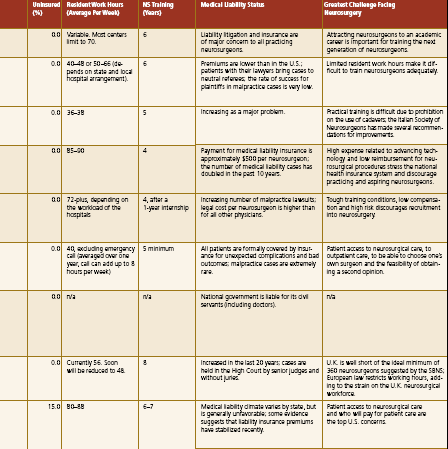 Uninsured Resident Work Hours NS Training Medical Liability Status Greatest Challenge Facing
(%) (Average Per Week) (Years) Neurosurgery
0.0 Variable. Most centers 6 Liability litigation and insurance are Attracting neurosurgeons to an academic
limit to 70. of major concern to all practicing career is important for training the next
neurosurgeons. generation of neurosurgeons.
0.0 40–48 or 50–66 (de- 6 Premiums are lower than in the U.S.; Limited resident work hours make it dif-
pends on state and local patients with their lawyers bring cases to ficult to train neurosurgeons adequately.
hospital arrangement). neutral referees; the rate of success for
plaintiffs in malpractice cases is very low.
0.0 36–38 5 Increasing as a major problem. Practical training is difficult due to prohibition
on the use of cadavers; the Italian Society of
Neurosurgeons has made several recommen-
dations for improvements.
0.0 85–90 4 Payment for medical liability insurance is High expense related to advancing tech-
approximately $500 per neurosurgeon; nology and low reimbursement for neu-
the number of medical liability cases has rosurgical procedures stress the national
doubled in the past 10 years. health insurance system and discourage
practicing and aspiring neurosurgeons.
0.0 72-plus, depending on 4, after a Increasing number of malpractice lawsuits; Tough training conditions, low compensa-
the workload of the 1-year internship legal cost per neurosurgeon is higher than tion and high risk discourages recruitment
hospitals for all other physicians. into neurosurgery.
0.0 40, excluding emergency 5 minimum All patients are formally covered by insur- Patient access to neurosurgical care, to
call (averaged over one ance for unexpected complications and bad outpatient care, to be able to choose one's
year, call can add up to 8 outcomes; malpractice cases are extremely own surgeon and the feasibility of obtain-
hours per week) rare. ing a second opinion.
0.0 n/a n/a National government is liable for its civil n/a
servants (including doctors).
0.0 Currently 56. Soon 8 Increased in the last 20 years; cases are U.K. is well short of the ideal minimum of
will be reduced to 48. held in the High Court by senior judges and 360 neurosurgeons suggested by the SBNS;
without juries. European law restricts working hours, add-
ing to the strain on the U.K. neurosurgical
workforce.
15.0 80–88 6–7 Medical liability climate varies by state, but Patient access to neurosurgical care
is generally unfavorable; some evidence and who will pay for patient care are
suggests that liability insurance premiums the top U.S. concerns.
have stabilized recently.